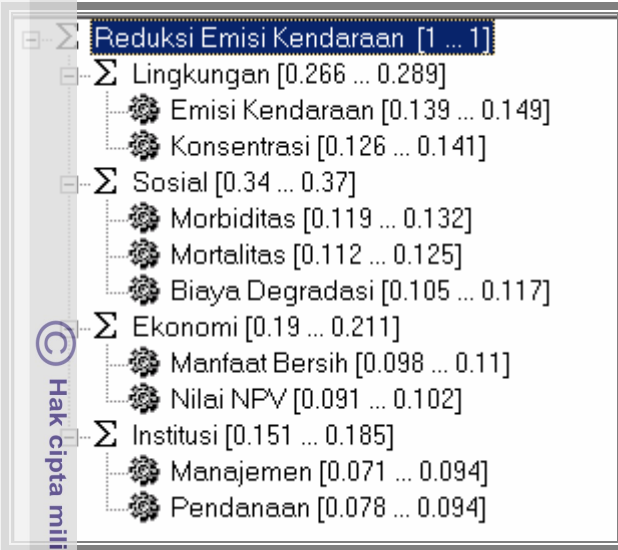 Reduksi Emisi Kendaraan [1 ... 1]
Σ Lingkungan [0.266 ... 0.289]
Emisi Kendaraan [0.139 ... 0.149]
Konsentrasi [0.126 ... 0.141]
Σ Sosial [0.34 ... 0.37]
Morbiditas [0.119 ... 0.132]
Mortalitas [0.112 ... 0.125]
Biaya Degradasi [0.105 ... 0.117]
Σ Ekonomi [0.19 ... 0.211]
Manfaat Bersih [0.098 ... 0.11]
Nilai NPV [0.091 ... 0.102]
Σ Institusi [0.151 ... 0.185]
Manajemen [0.071 ... 0.094]
Pendanaan [0.078 ... 0.094]
© Hak cipta mili